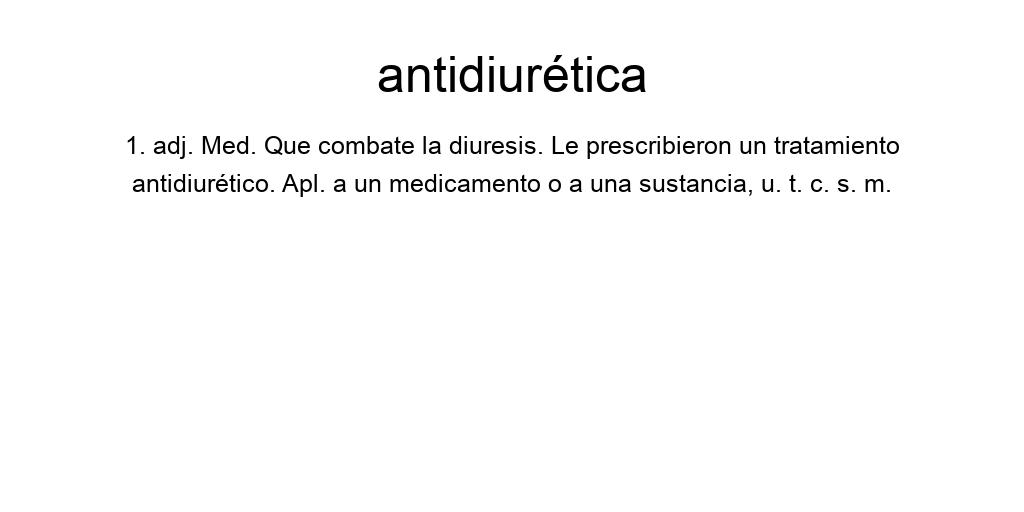 antidiurética
1. adj. Med. Que combate la diuresis. Le prescribieron un tratamiento
antidiurético. Apl. a un medicamento o a una sustancia, u. t. c. s. m.